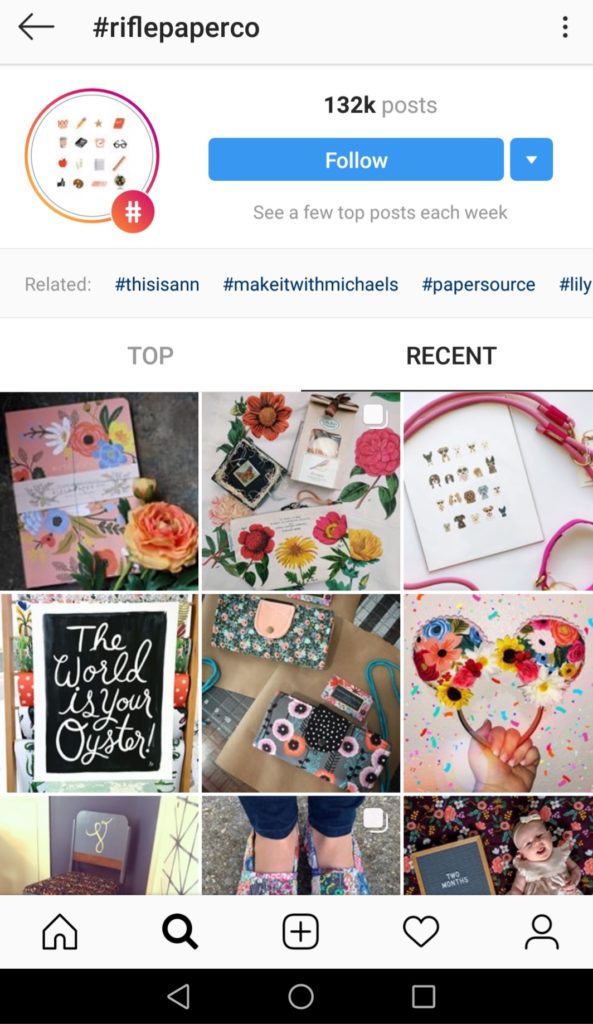 #riflepaperco
132k posts
Follow
See a few top posts each week
Related: #thisisann #makeitwithmichaels #papersource #lily
TOP RECENT
The
World
is Your
Oyster!
TWO
MONTHS